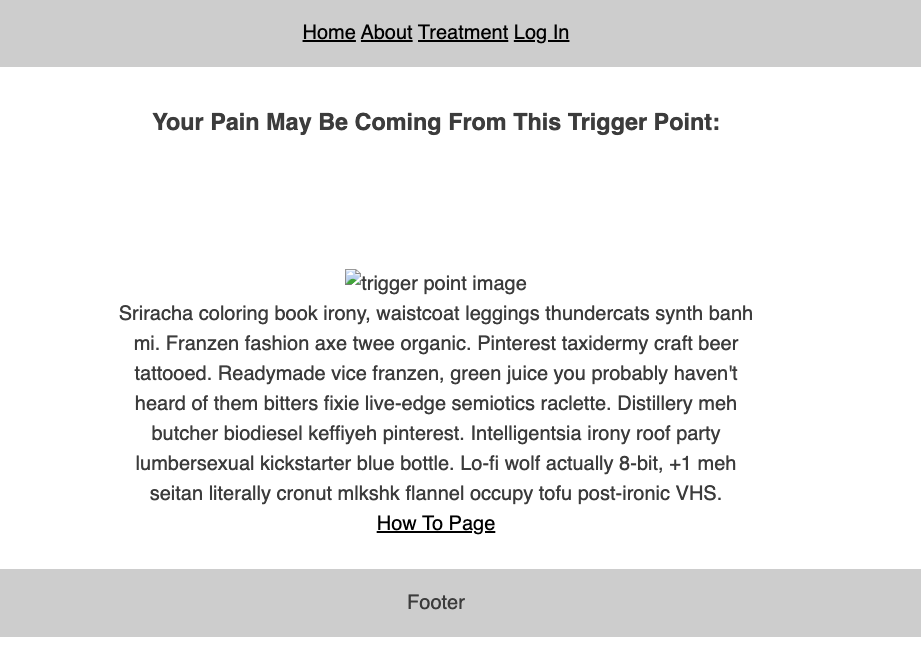 Home About Treatment Log In
Your Pain May Be Coming From This Trigger Point:
trigger point image
Sriracha coloring book irony, waistcoat leggings thundercats synth banh
mi. Franzen fashion axe twee organic. Pinterest taxidermy craft beer
tattooed. Readymade vice franzen, green juice you probably haven't
heard of them bitters fixie live-edge semiotics raclette. Distillery meh
butcher biodiesel keffiyeh pinterest. Intelligentsia irony roof party
lumbersexual kickstarter blue bottle. Lo-fi wolf actually 8-bit, +1 meh
seitan literally cronut mlkshk flannel occupy tofu post-ironic VHS.
How To Page
Footer